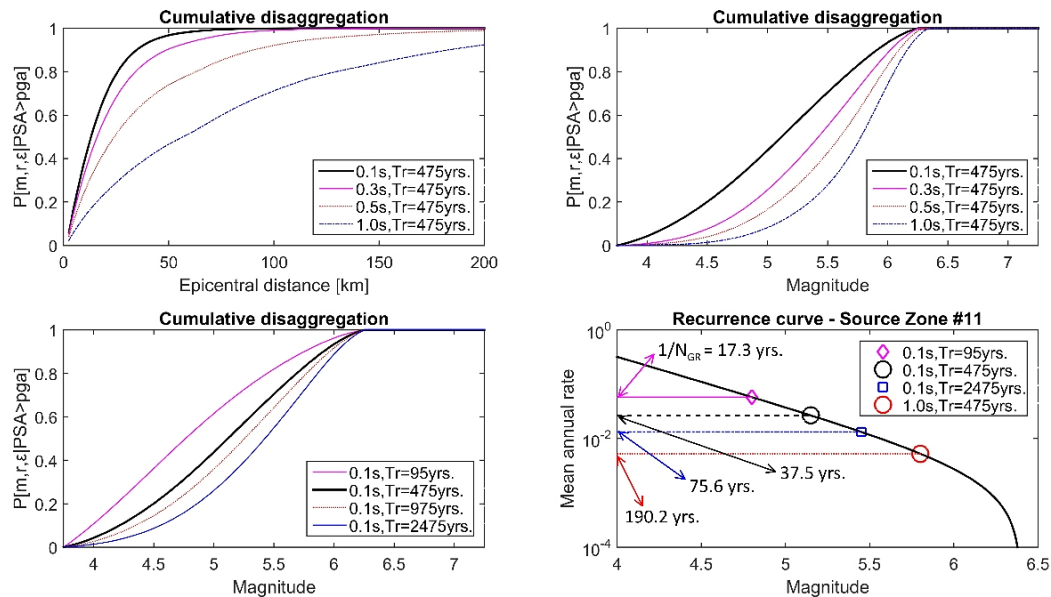 Cumulative disaggregation
P[m,r,ε|PSA>pga]
1
0.8
0.6
0.4
0.2
0
0.1s,Tr=475yrs.
0.3s,Tr=475yrs.
0.5s,Tr=475yrs.
1.0s,Tr=475yrs.
0 50 100 150 200
Epicentral distance [km]
Cumulative disaggregation
P[m,r,ε|PSA>pga]
1
0.8
0.6
0.4
0.2
0
0.1s,Tr=475yrs.
0.3s,Tr=475yrs.
0.5s,Tr=475yrs.
1.0s,Tr=475yrs.
4 4.5 5 5.5 6 6.5 7
Magnitude
Cumulative disaggregation
P[m,r,ε|PSA>pga]
1
0.8
0.6
0.4
0.2
0
0.1s,Tr=95yrs.
0.1s,Tr=475yrs.
0.1s,Tr=975yrs.
0.1s,Tr=2475yrs.
4 4.5 5 5.5 6 6.5 7
Magnitude
Recurrence curve - Source Zone #11
Mean annual rate
10^0
10^-2
10^-4
1/N_GR = 17.3 yrs.
0.1s,Tr=95yrs.
0.1s,Tr=475yrs.
0.1s,Tr=2475yrs.
1.0s,Tr=475yrs.
37.5 yrs.
75.6 yrs.
190.2 yrs.
4 4.5 5 5.5 6 6.5
Magnitude